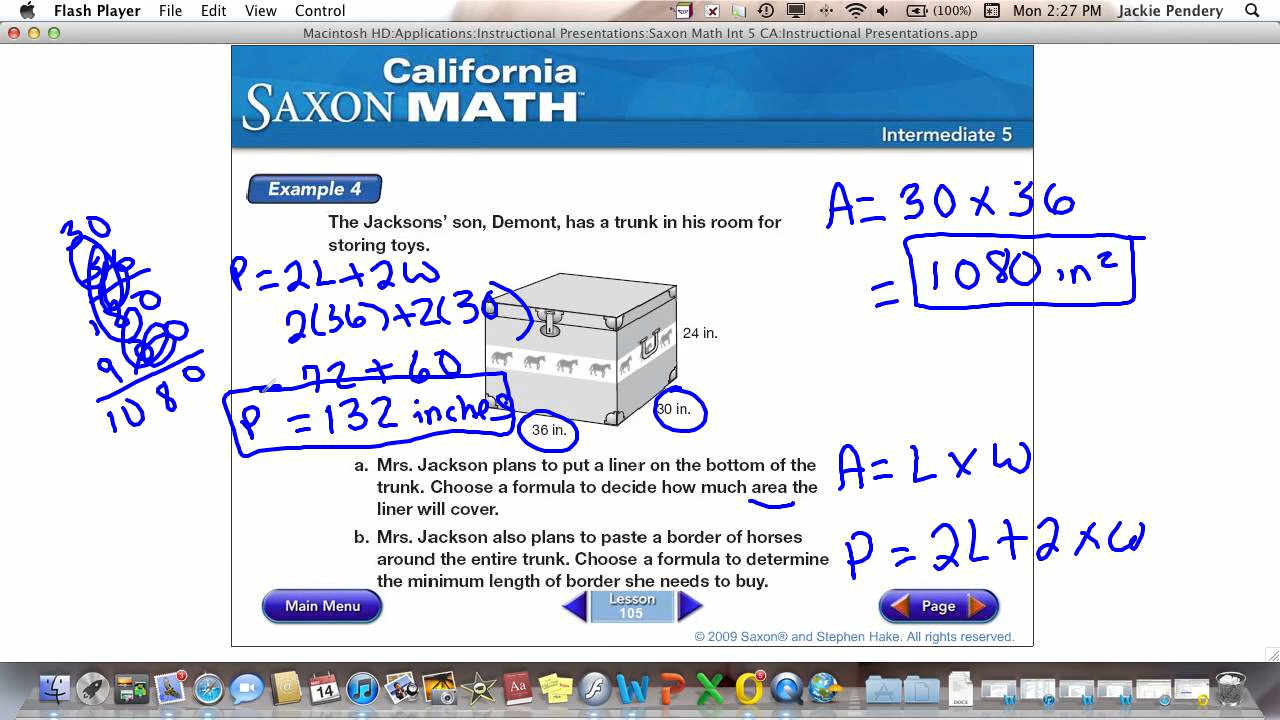 Flash Player File Edit View Control (100%) Mon 2:27 PM Jackie Pendery
Macintosh HD:Applications:Instructional Presentations:Saxon Math Int 5 CA:Instructional Presentations.app
California
SAXON MATH™
Intermediate 5
Example 4
The Jacksons' son, Demont, has a trunk in his room for
storing toys.
A = 30 x 36
= 1080 in²
30
1080
P = 2L + 2W
2(36) + 2(30)
72 + 60
P = 132 inches
24 in.
30 in.
36 in.
a. Mrs. Jackson plans to put a liner on the bottom of the
trunk. Choose a formula to decide how much area the
liner will cover.
A = L x W
b. Mrs. Jackson also plans to paste a border of horses
around the entire trunk. Choose a formula to determine
the minimum length of border she needs to buy.
P = 2L + 2 x W
Main Menu
Lesson
105
Page
© 2009 Saxon® and Stephen Hake. All rights reserved.